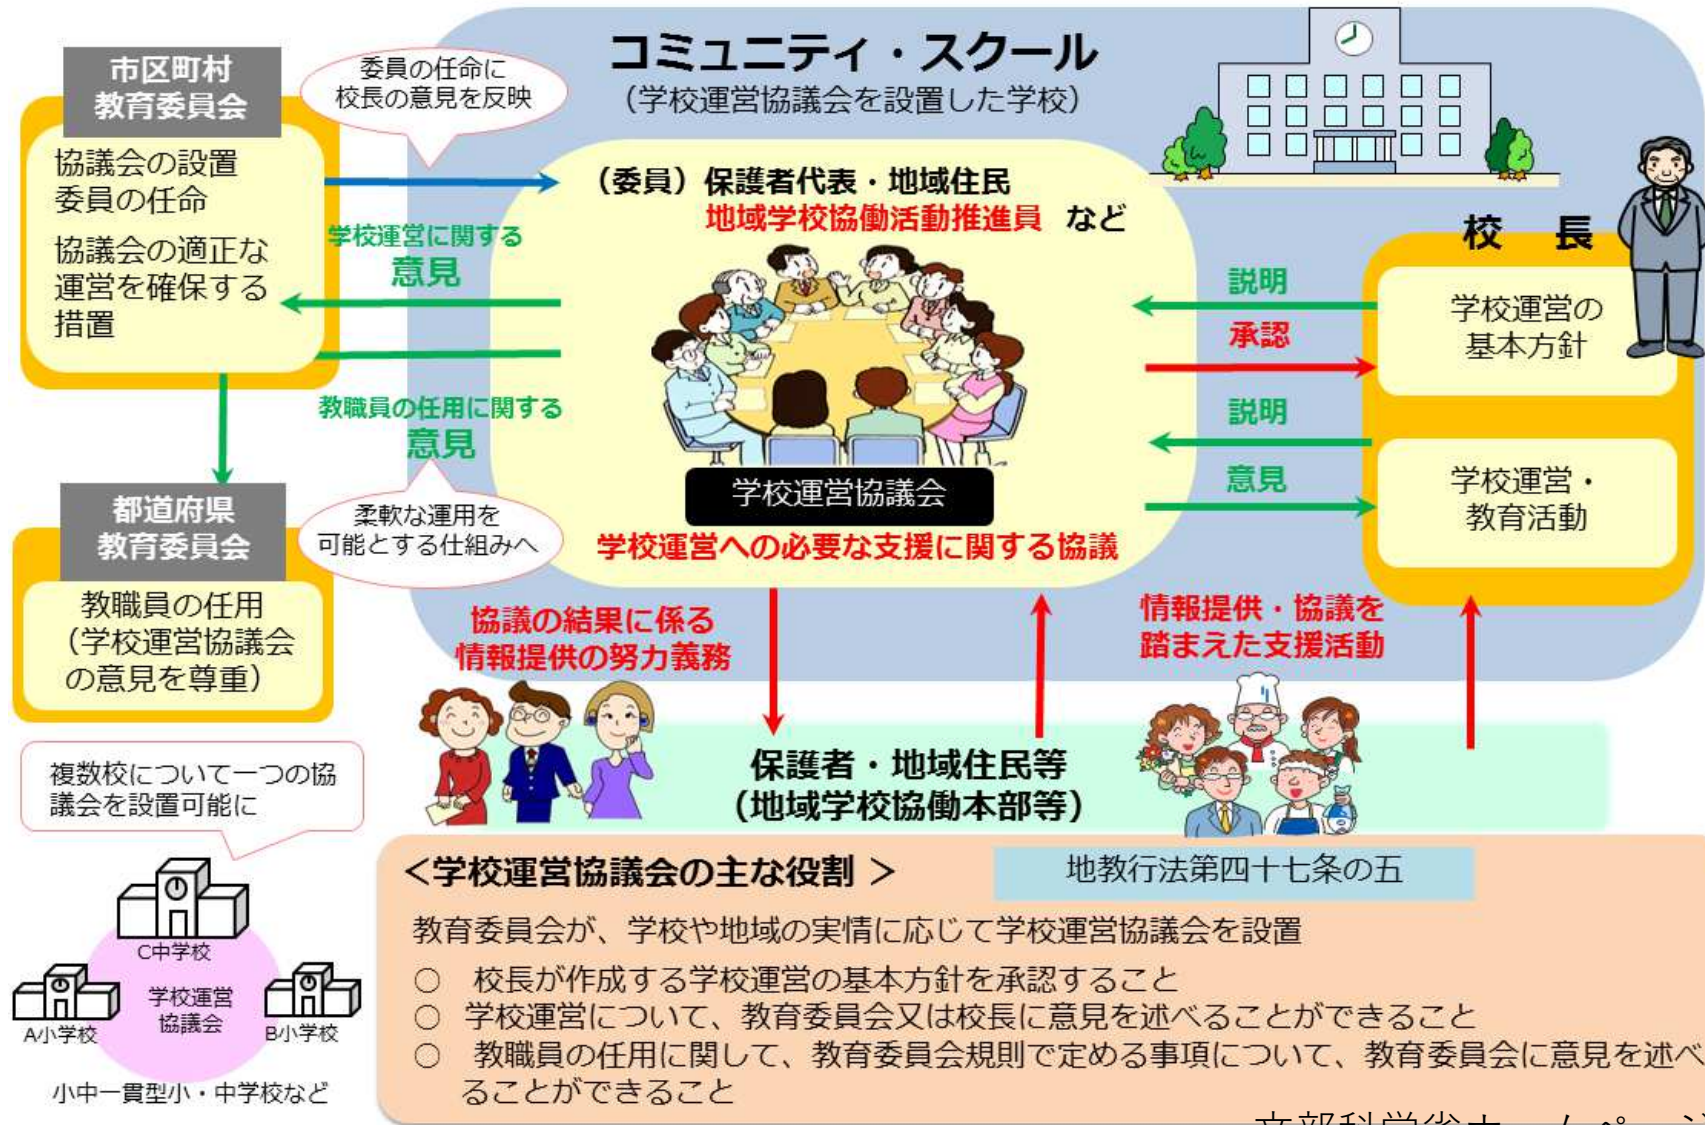 コミュニティ・スクール
（学校運営協議会を設置した学校）
市区町村
教育委員会
協議会の設置
委員の任命
協議会の適正な
運営を確保する
措置
委員の任命に
校長の意見を反映
（委員）保護者代表・地域住民
地域学校協働活動推進員 など
学校運営に関する
意見
教職員の任用に関する
意見
柔軟な運用を
可能とする仕組みへ
学校運営協議会
学校運営への必要な支援に関する協議
校 長
説明
承認
学校運営の
基本方針
説明
意見
学校運営・
教育活動
都道府県
教育委員会
教職員の任用
（学校運営協議会
の意見を尊重）
協議の結果に係る
情報提供の努力義務
情報提供・協議を
踏まえた支援活動
保護者・地域住民等
（地域学校協働本部等）
複数校について一つの協
議会を設置可能に
C中学校
学校運営
協議会
A小学校
B小学校
小中一貫型小・中学校など
＜学校運営協議会の主な役割 ＞
地教行法第四十七条の五
教育委員会が、学校や地域の実情に応じて学校運営協議会を設置
○ 校長が作成する学校運営の基本方針を承認すること
○ 学校運営について、教育委員会又は校長に意見を述べることができること
○ 教職員の任用に関して、教育委員会規則で定める事項について、教育委員会に意見を述べ
ることができること